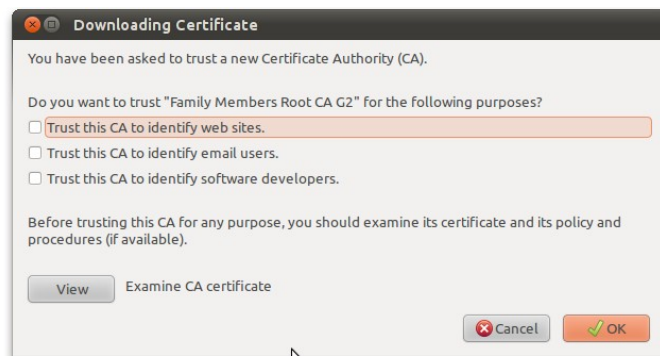 Downloading Certificate
You have been asked to trust a new Certificate Authority (CA).
Do you want to trust "Family Members Root CA G2" for the following purposes?
Trust this CA to identify web sites.
Trust this CA to identify email users.
Trust this CA to identify software developers.
Before trusting this CA for any purpose, you should examine its certificate and its policy and
procedures (if available).
View Examine CA certificate
Cancel OK